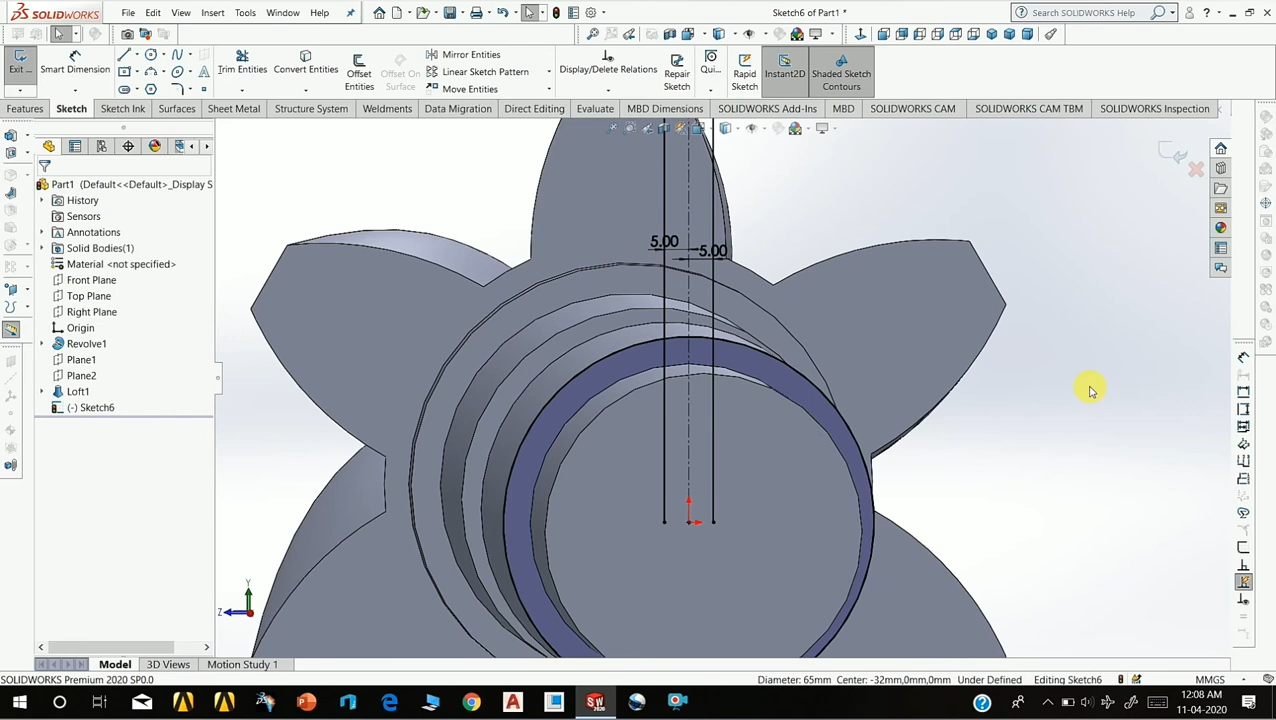 SOLIDWORKS File Edit View Insert Tools Window Help Sketch6 of Part1 * Search SOLIDWORKS Help
Exit ... Smart Dimension Trim Entities Convert Entities Offset Entities Offset On Surface Mirror Entities Linear Sketch Pattern Move Entities Display/Delete Relations Repair Sketch Qui... Rapid Sketch Instant2D Shaded Sketch Contours
Features Sketch Sketch Ink Surfaces Sheet Metal Structure System Weldments Data Migration Direct Editing Evaluate MBD Dimensions SOLIDWORKS Add-Ins MBD SOLIDWORKS CAM SOLIDWORKS CAM TBM SOLIDWORKS Inspection
Part1 (Default<<Default>_Display S
History
Sensors
Annotations
Solid Bodies(1)
Material <not specified>
Front Plane
Top Plane
Right Plane
Origin
Revolve1
Plane1
Plane2
Loft1
(-) Sketch6
5.00
5.00
Y
Z
Model 3D Views Motion Study 1
SOLIDWORKS Premium 2020 SP0.0 Diameter: 65mm Center: -32mm,0mm,0mm Under Defined Editing Sketch6 MMGS
12:08 AM
11-04-2020